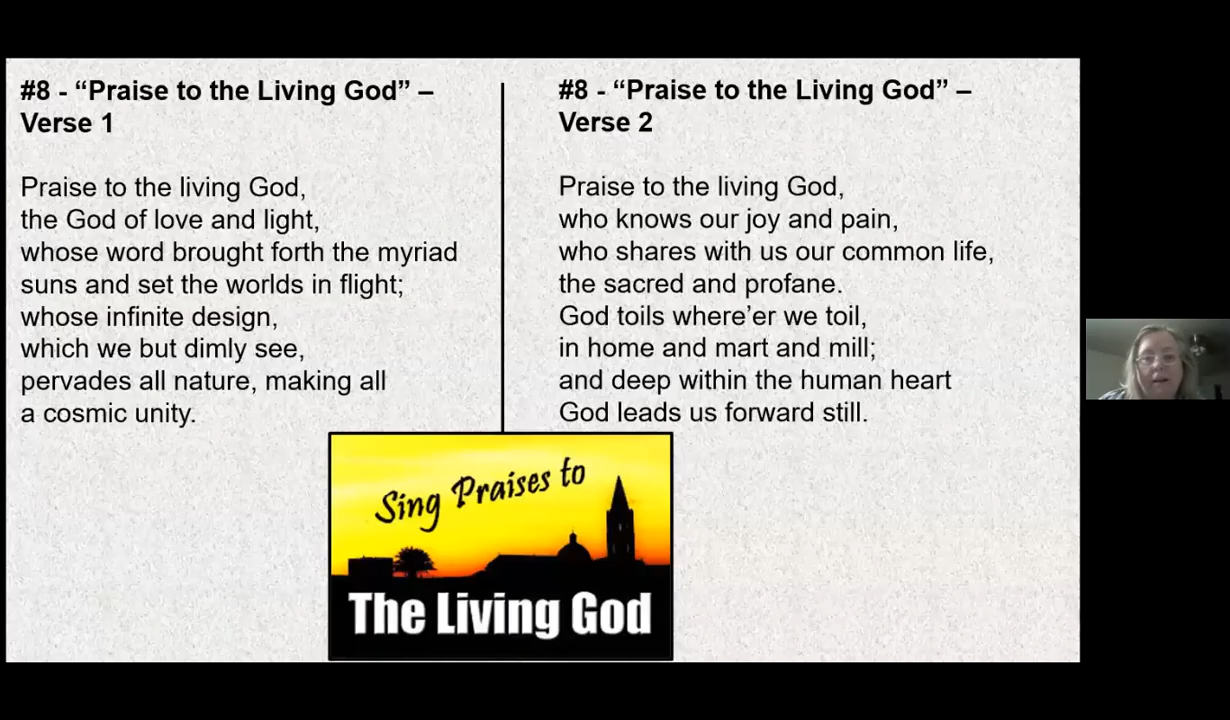 #8 - “Praise to the Living God” –
Verse 1
Praise to the living God,
the God of love and light,
whose word brought forth the myriad
suns and set the worlds in flight;
whose infinite design,
which we but dimly see,
pervades all nature, making all
a cosmic unity.
#8 - “Praise to the Living God” –
Verse 2
Praise to the living God,
who knows our joy and pain,
who shares with us our common life,
the sacred and profane.
God toils where’er we toil,
in home and mart and mill;
and deep within the human heart
God leads us forward still.
Sing Praises to
The Living God